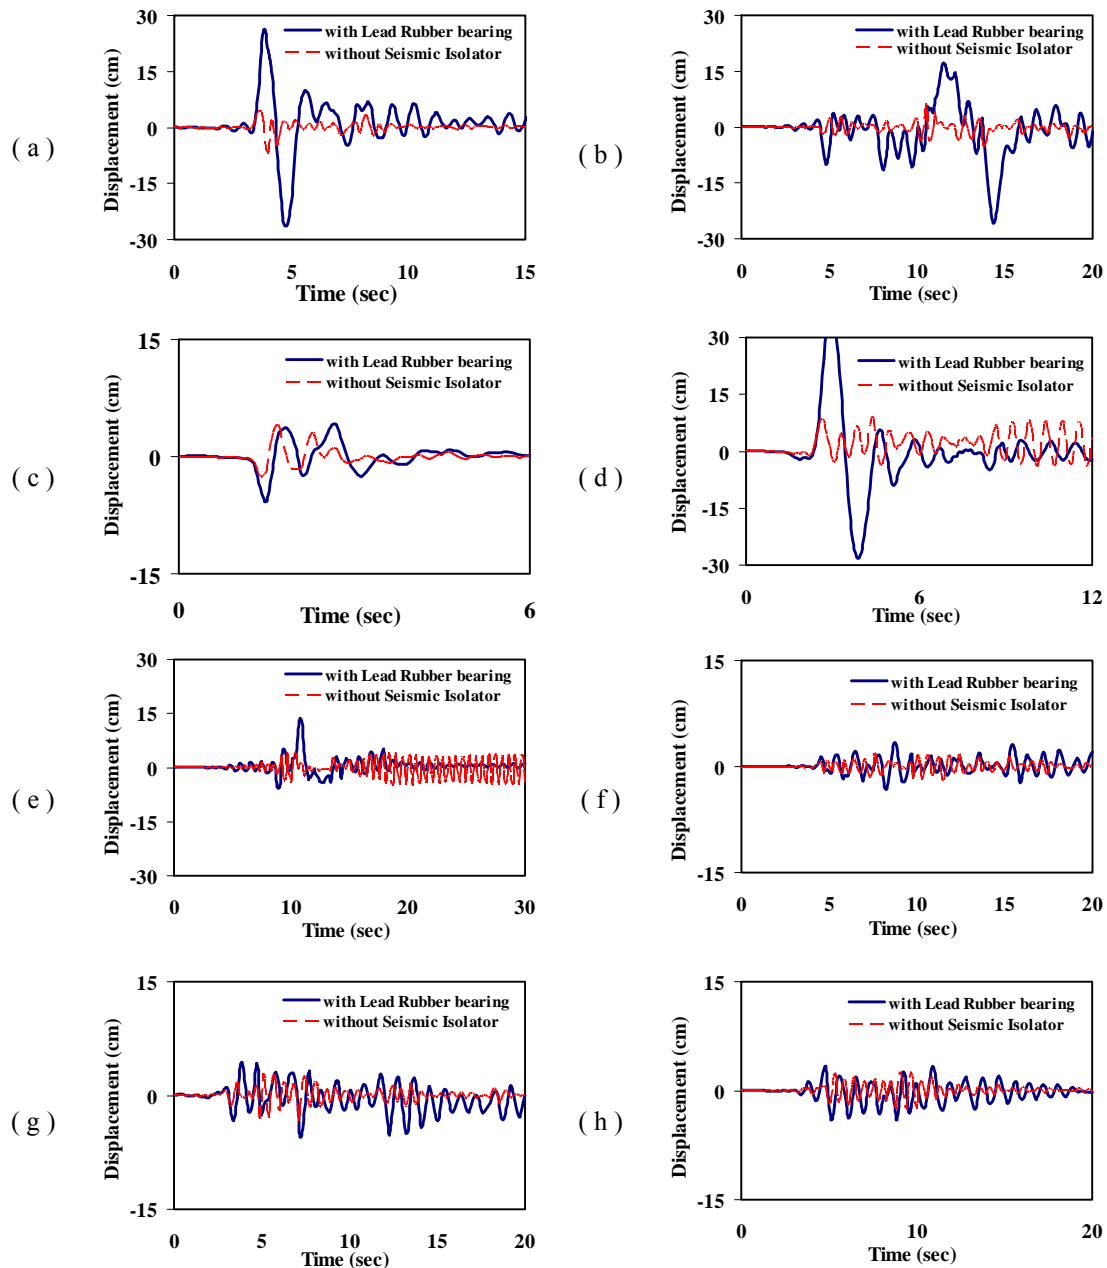 ( a )
Displacement (cm)
30
15
0
-15
-30
with Lead Rubber bearing
without Seismic Isolator
0 5 10 15
Time (sec)
( b )
Displacement (cm)
30
15
0
-15
-30
with Lead Rubber bearing
without Seismic Isolator
0 5 10 15 20
Time (sec)
( c )
Displacement (cm)
15
0
-15
with Lead Rubber bearing
without Seismic Isolator
0 6
Time (sec)
( d )
Displacement (cm)
30
15
0
-15
-30
with Lead Rubber bearing
without Seismic Isolator
0 6 12
Time (sec)
( e )
Displacement (cm)
30
15
0
-15
-30
with Lead Rubber bearing
without Seismic Isolator
0 10 20 30
Time (sec)
( f )
Displacement (cm)
15
0
-15
with Lead Rubber bearing
without Seismic Isolator
0 5 10 15 20
Time (sec)
( g )
Displacement (cm)
15
0
-15
with Lead Rubber bearing
without Seismic Isolator
0 5 10 15 20
Time (sec)
( h )
Displacement (cm)
15
0
-15
with Lead Rubber bearing
without Seismic Isolator
0 5 10 15 20
Time (sec)